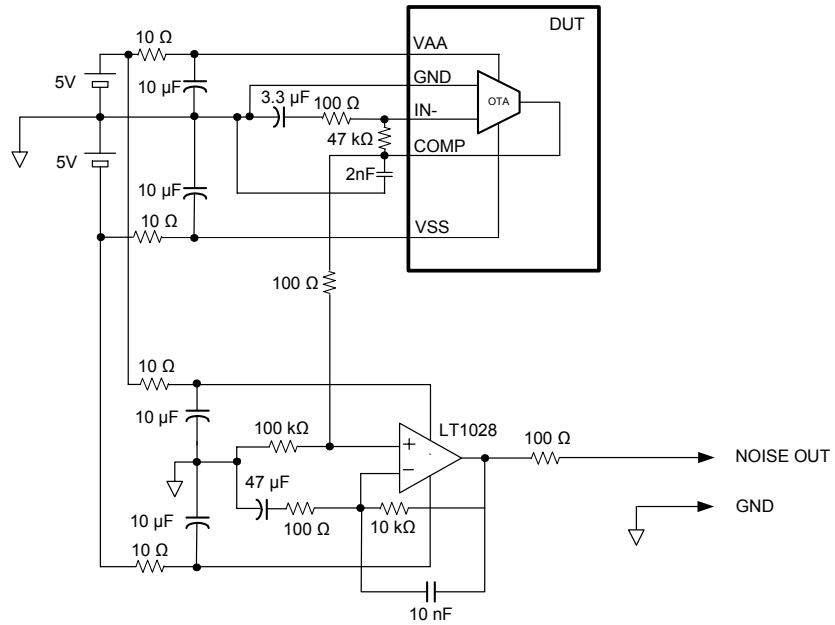 DUT
10 Ω
VAA
5V
10 µF
GND
3.3 µF
100 Ω
IN-
OTA
47 kΩ
COMP
5V
2nF
10 µF
10 Ω
VSS
100 Ω
10 Ω
10 µF
100 kΩ
LT1028
+
−
100 Ω
NOISE OUT
47 µF
100 Ω
10 kΩ
GND
10 µF
10 Ω
10 nF